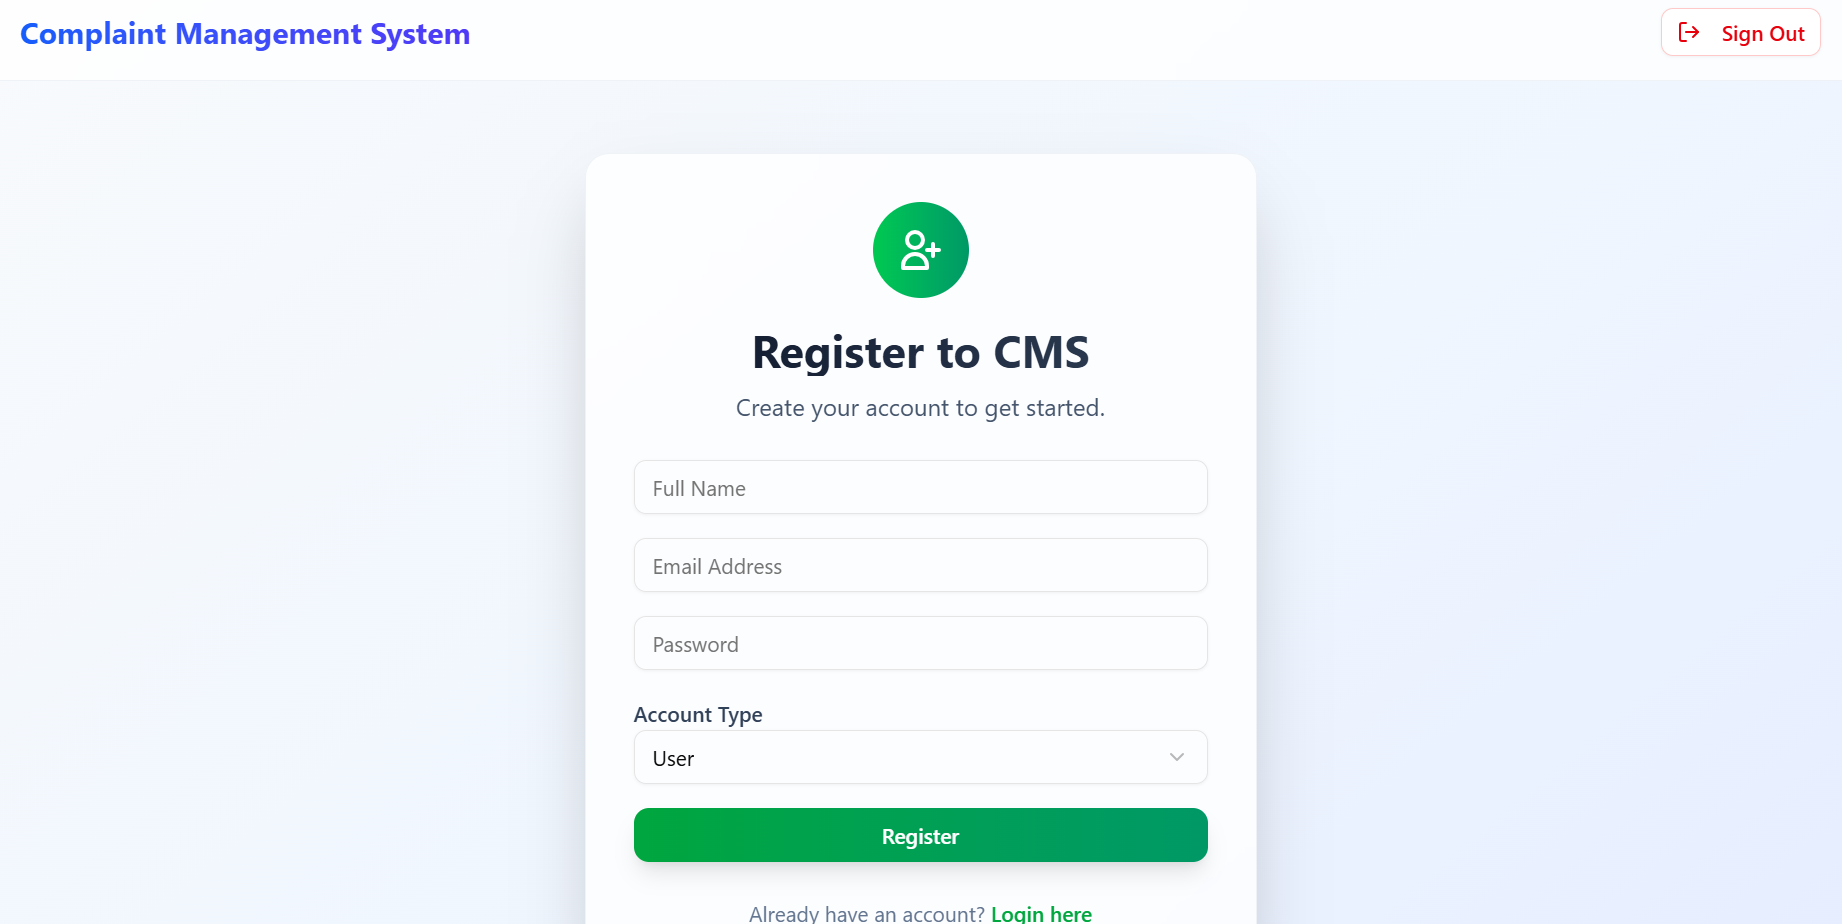 Complaint Management System
Sign Out
Register to CMS
Create your account to get started.
Full Name
Email Address
Password
Account Type
User
Register
Already have an account? Login here